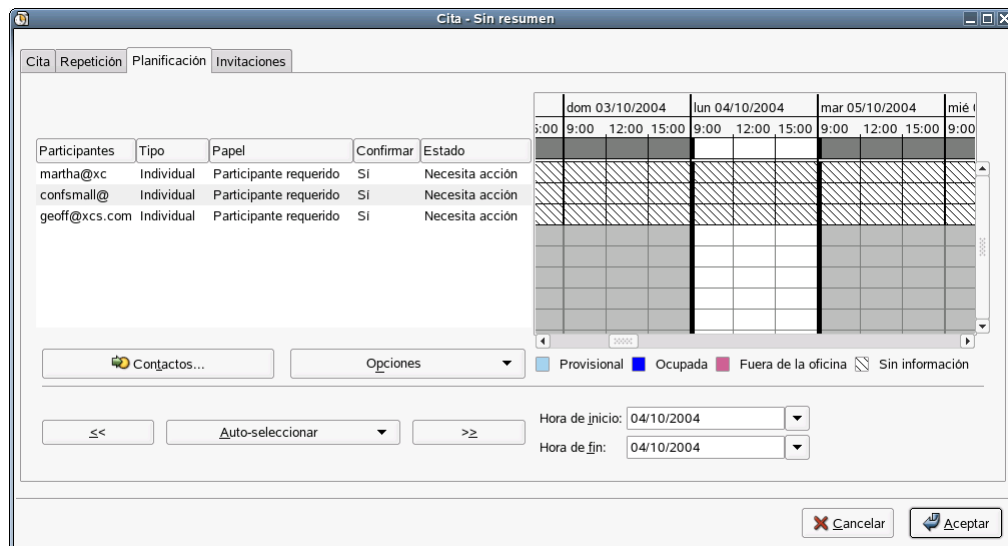 Cita - Sin resumen
Cita Repetición Planificación Invitaciones
dom 03/10/2004 lun 04/10/2004 mar 05/10/2004 mié
5:00 9:00 12:00 15:00 9:00 12:00 15:00 9:00 12:00 15:00 9:00
Participantes Tipo Papel Confirmar Estado
martha@xc Individual Participante requerido Sí Necesita acción
confsmall@ Individual Participante requerido Sí Necesita acción
geoff@xcs.com Individual Participante requerido Sí Necesita acción
Contactos... Opciones
Provisional Ocupada Fuera de la oficina Sin información
<< Auto-seleccionar >>
Hora de inicio: 04/10/2004
Hora de fin: 04/10/2004
Cancelar Aceptar